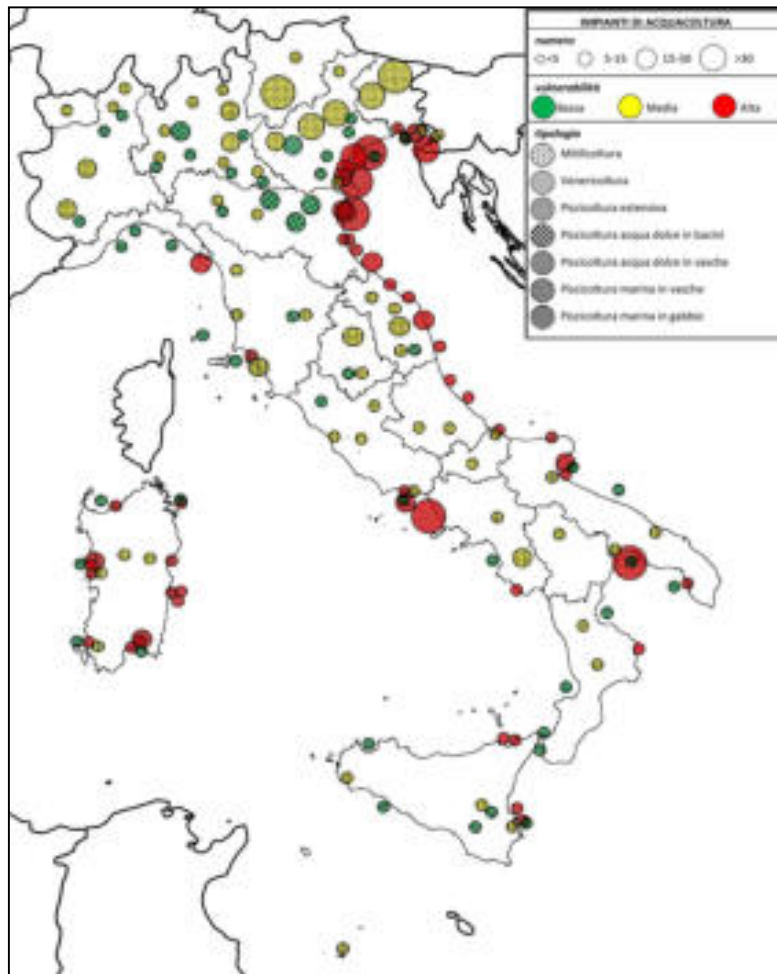 IMPIANTI DI ACQUACOLTURA
numero
<5 5-15 15-30 >30
vulnerabilità
Bassa Media Alta
tipologia
Mitilicoltura
Venericoltura
Piscicoltura estensiva
Piscicoltura acqua dolce in bacini
Piscicoltura acqua dolce in vasche
Piscicoltura marina in vasche
Piscicoltura marina in gabbie